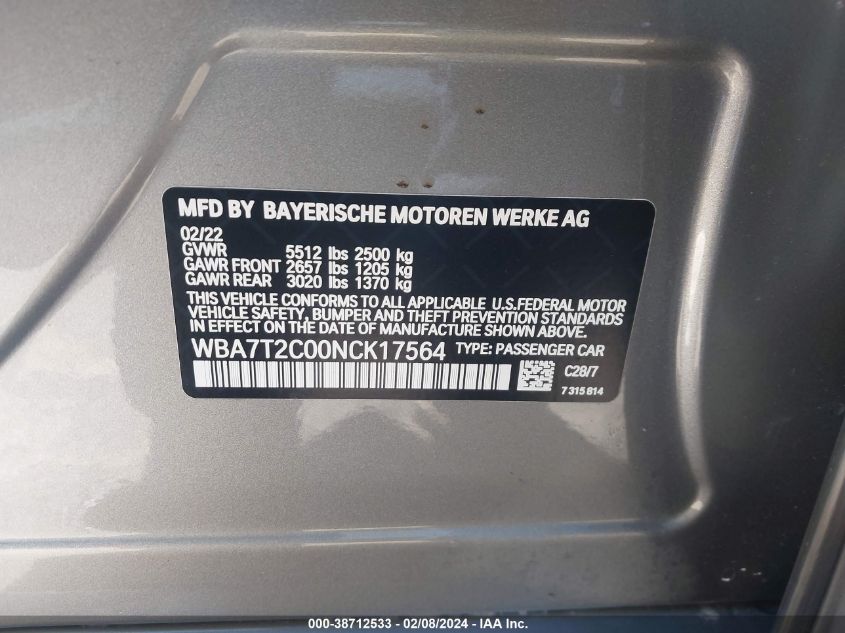 MFD BY BAYERISCHE MOTOREN WERKE AG
02/22
GVWR 5512 lbs 2500 kg
GAWR FRONT 2657 lbs 1205 kg
GAWR REAR 3020 lbs 1370 kg
THIS VEHICLE CONFORMS TO ALL APPLICABLE U.S.FEDERAL MOTOR
VEHICLE SAFETY, BUMPER AND THEFT PREVENTION STANDARDS
IN EFFECT ON THE DATE OF MANUFACTURE SHOWN ABOVE.
WBA7T2C00NCK17564 TYPE: PASSENGER CAR
C28/7
7315814
000-38712533 - 02/08/2024 - IAA Inc.